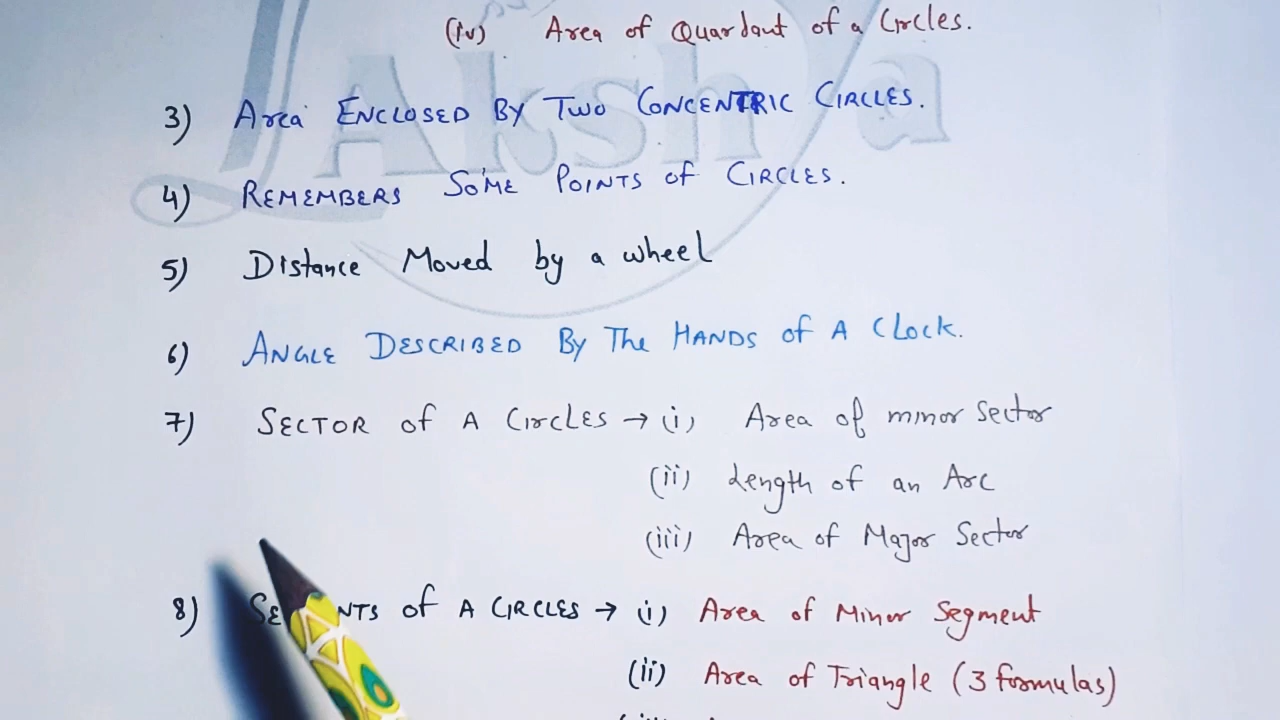 (iv) Area of Quardant of a Circles.
3) Area ENCLOSED BY TWO CONCENTRIC CIRCLES.
4) REMEMBERS SOME POINTS of CIRCLES.
5) Distance Moved by a wheel
6) ANGLE DESCRIBED BY The HANDS of A Clock.
7) SECTOR of A CIrcLES → (i) Area of minor Sector
(ii) Length of an Arc
(iii) Area of Major Sector
8) of A CIRCLES → (i) Area of Minor Segment
(ii) Area of Triangle (3 formulas)
Akshya